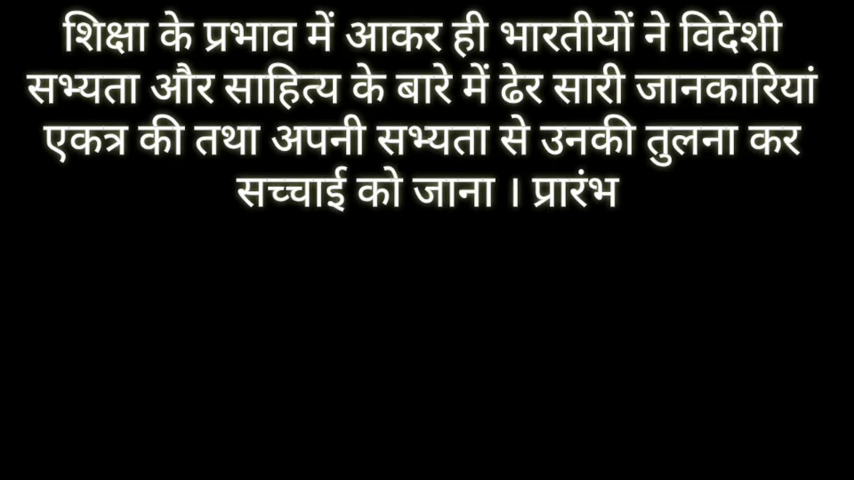 शिक्षा के प्रभाव में आकर ही भारतीयों ने विदेशी
सभ्यता और साहित्य के बारे में ढेर सारी जानकारियां
एकत्र की तथा अपनी सभ्यता से उनकी तुलना कर
सच्चाई को जाना । प्रारंभ